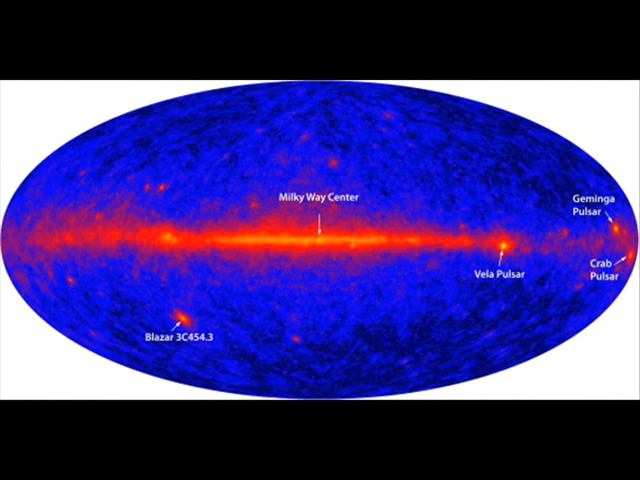 Milky Way Center
Geminga
Pulsar
Crab
Pulsar
Vela Pulsar
Blazar 3C454.3